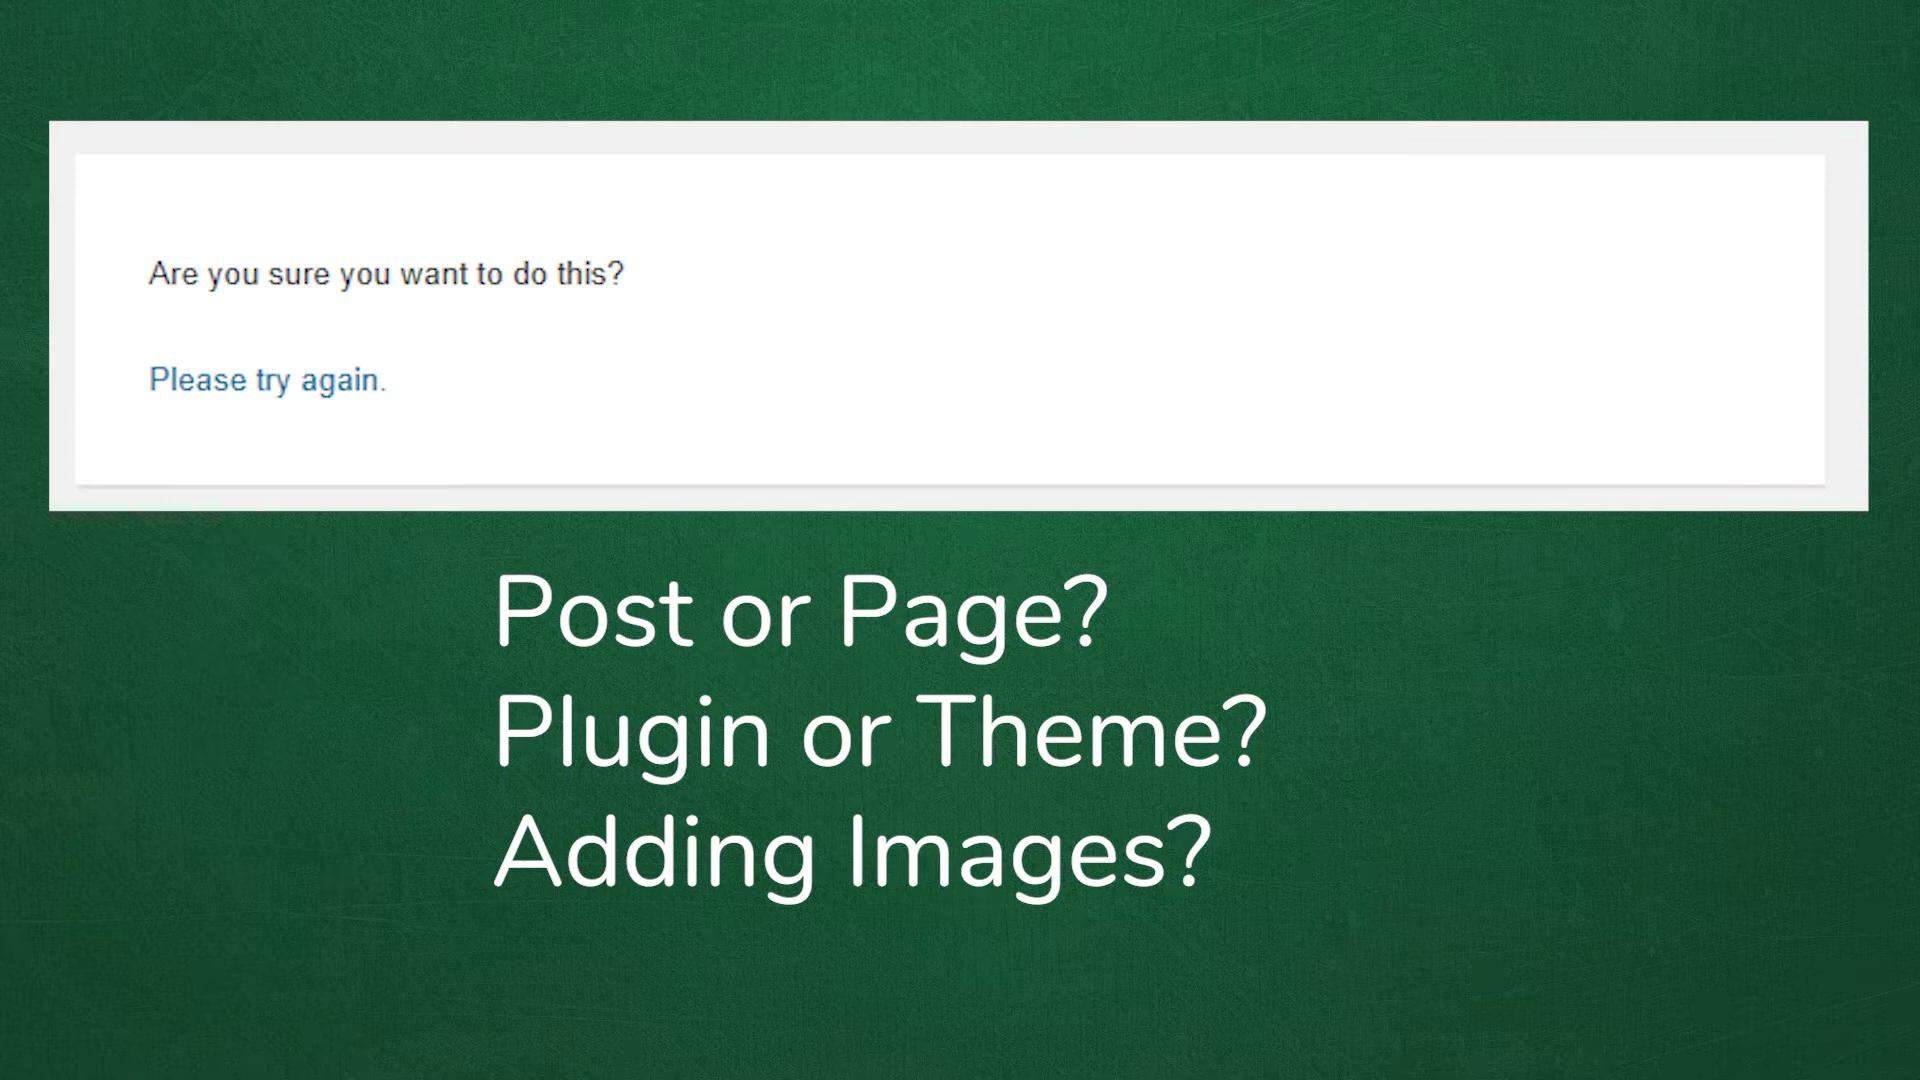 Are you sure you want to do this?
Please try again.
Post or Page?
Plugin or Theme?
Adding Images?